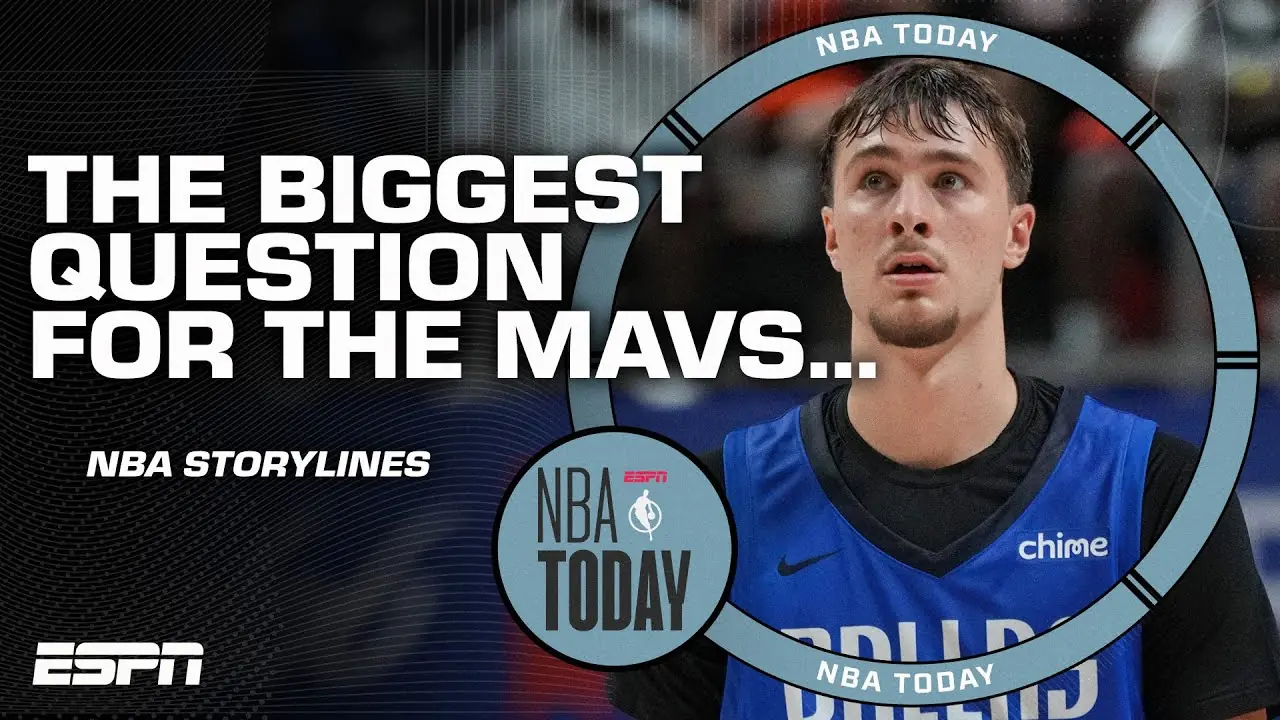 NBA TODAY
THE BIGGEST
QUESTION
FOR THE MAVS...
NBA STORYLINES
ESPN
NBA
TODAY
chime
ESPN
NBA TODAY